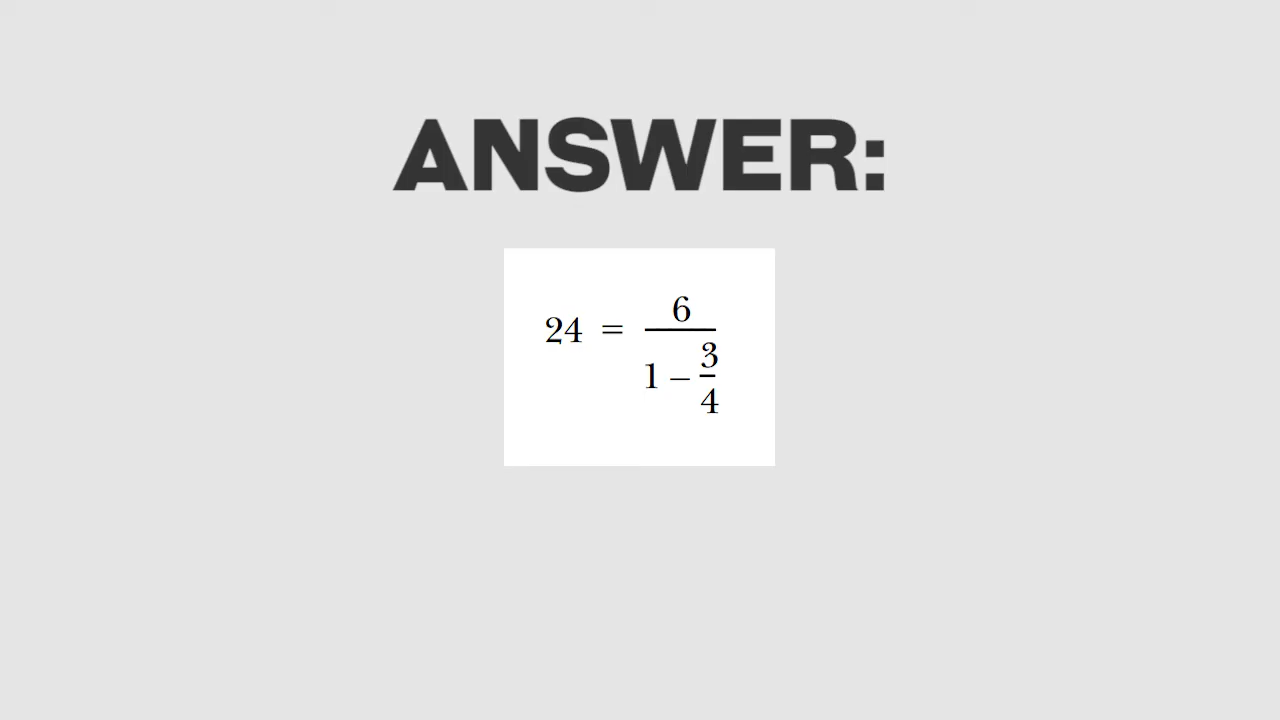 ANSWER:
24 = 6
1 – 3
4